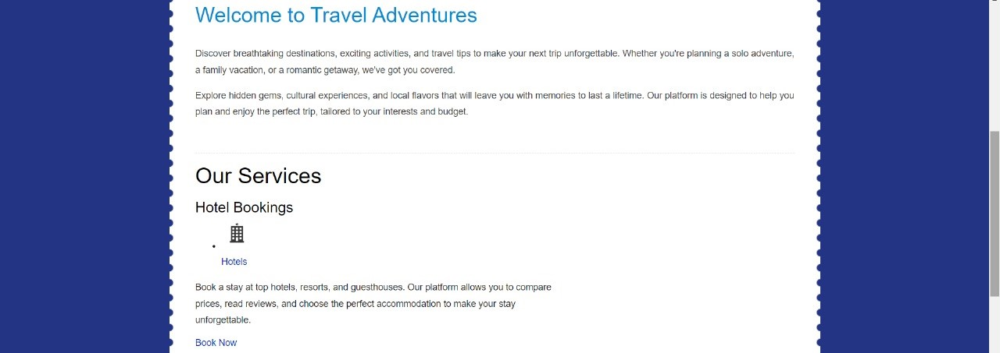 Welcome to Travel Adventures
Discover breathtaking destinations, exciting activities, and travel tips to make your next trip unforgettable. Whether you're planning a solo adventure,
a family vacation, or a romantic getaway, we've got you covered.
Explore hidden gems, cultural experiences, and local flavors that will leave you with memories to last a lifetime. Our platform is designed to help you
plan and enjoy the perfect trip, tailored to your interests and budget.
Our Services
Hotel Bookings
Hotels
Book a stay at top hotels, resorts, and guesthouses. Our platform allows you to compare
prices, read reviews, and choose the perfect accommodation to make your stay
unforgettable.
Book Now